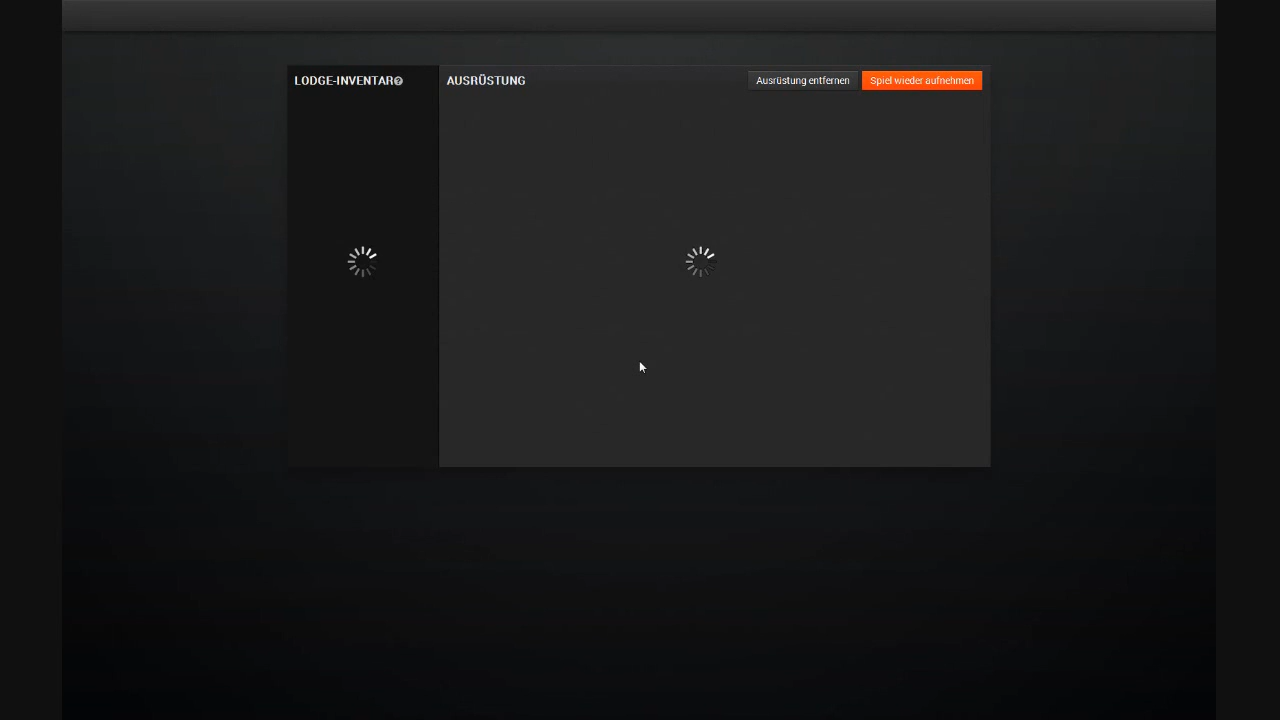 LODGE-INVENTAR
AUSRÜSTUNG
Ausrüstung entfernen
Spiel wieder aufnehmen